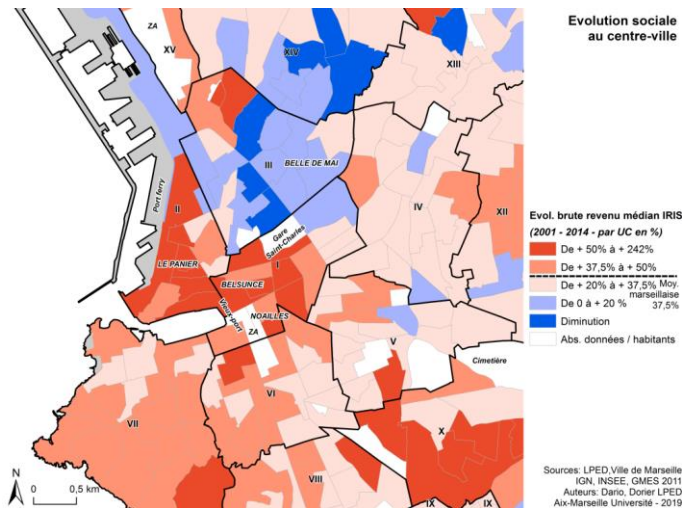 Evolution sociale
au centre-ville
ZA
XV
XIV
XIII
III
BELLE DE MAI
Port ferry
II
IV
XII
Gare
Saint-Charles
I
LE PANIER
BELSUNCE
Vieux-port
NOAILLES
ZA
V
Cimetière
VI
VII
X
VIII
IX
IX
Evol. brute revenu médian IRIS
(2001 - 2014 - par UC en %)
De + 50% à + 242%
De + 37,5% à + 50%
De + 20% à + 37,5%
Moy.
marseillaise
37,5%
De 0 à + 20 %
Diminution
Abs. données / habitants
N
0 0,5 km
Sources: LPED,Ville de Marseille
IGN, INSEE, GMES 2011
Auteurs: Dario, Dorier LPED
Aix-Marseille Université - 2019